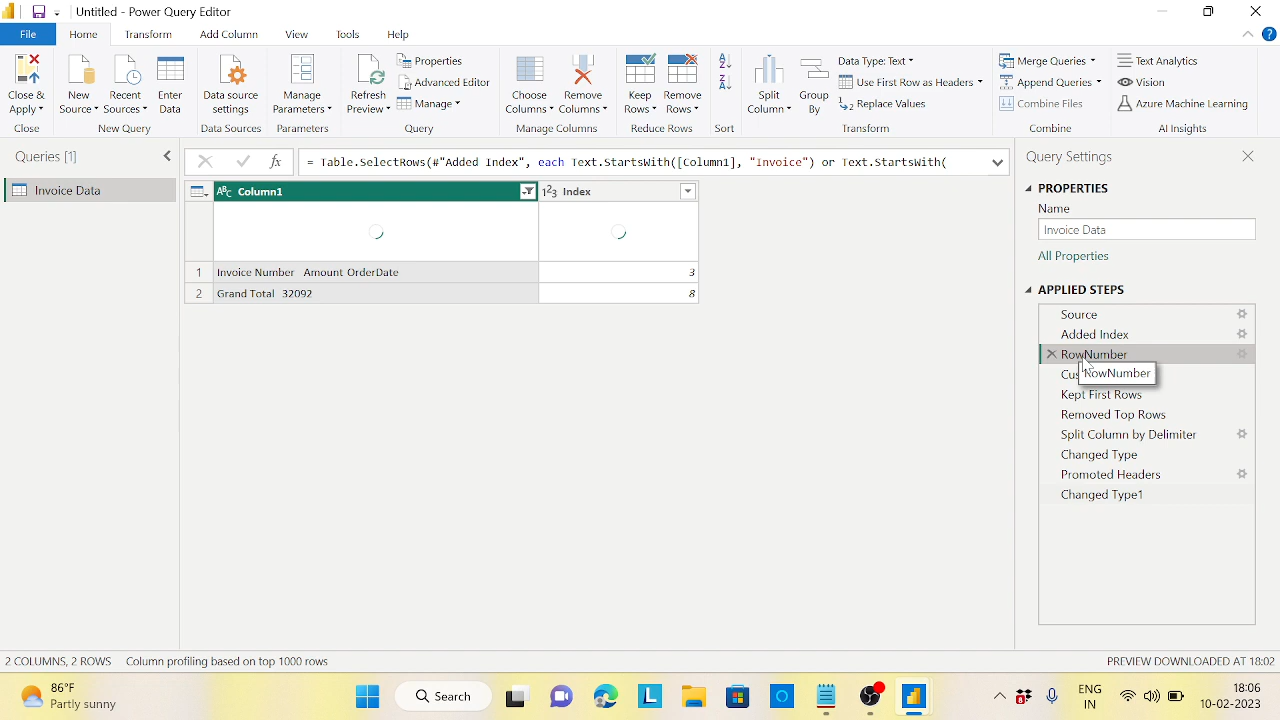 Untitled - Power Query Editor
File Home Transform Add Column View Tools Help
Close & Apply
New Source
Recent Sources
Enter Data
Data source settings
Manage Parameters
Refresh Preview
Properties
Advanced Editor
Manage
Choose Columns
Remove Columns
Keep Rows
Remove Rows
Split Column
Group By
Data Type: Text
Use First Row as Headers
Replace Values
Merge Queries
Append Queries
Combine Files
Text Analytics
Vision
Azure Machine Learning
Close New Query Data Sources Parameters Query Manage Columns Reduce Rows Sort Transform Combine AI Insights
Queries [1]
Invoice Data
fx
= Table.SelectRows(#"Added Index", each Text.StartsWith([Column1], "Invoice") or Text.StartsWith(
ABC Column1 123 Index
1 Invoice Number Amount OrderDate 3
2 Grand Total 32092 8
Query Settings
PROPERTIES
Name
Invoice Data
All Properties
APPLIED STEPS
Source
Added Index
RowNumber
Cus
RowNumber
Kept First Rows
Removed Top Rows
Split Column by Delimiter
Changed Type
Promoted Headers
Changed Type1
2 COLUMNS, 2 ROWS Column profiling based on top 1000 rows PREVIEW DOWNLOADED AT 18:02
86°F
Partly sunny
Search
ENG
IN
18:06
10-02-2023